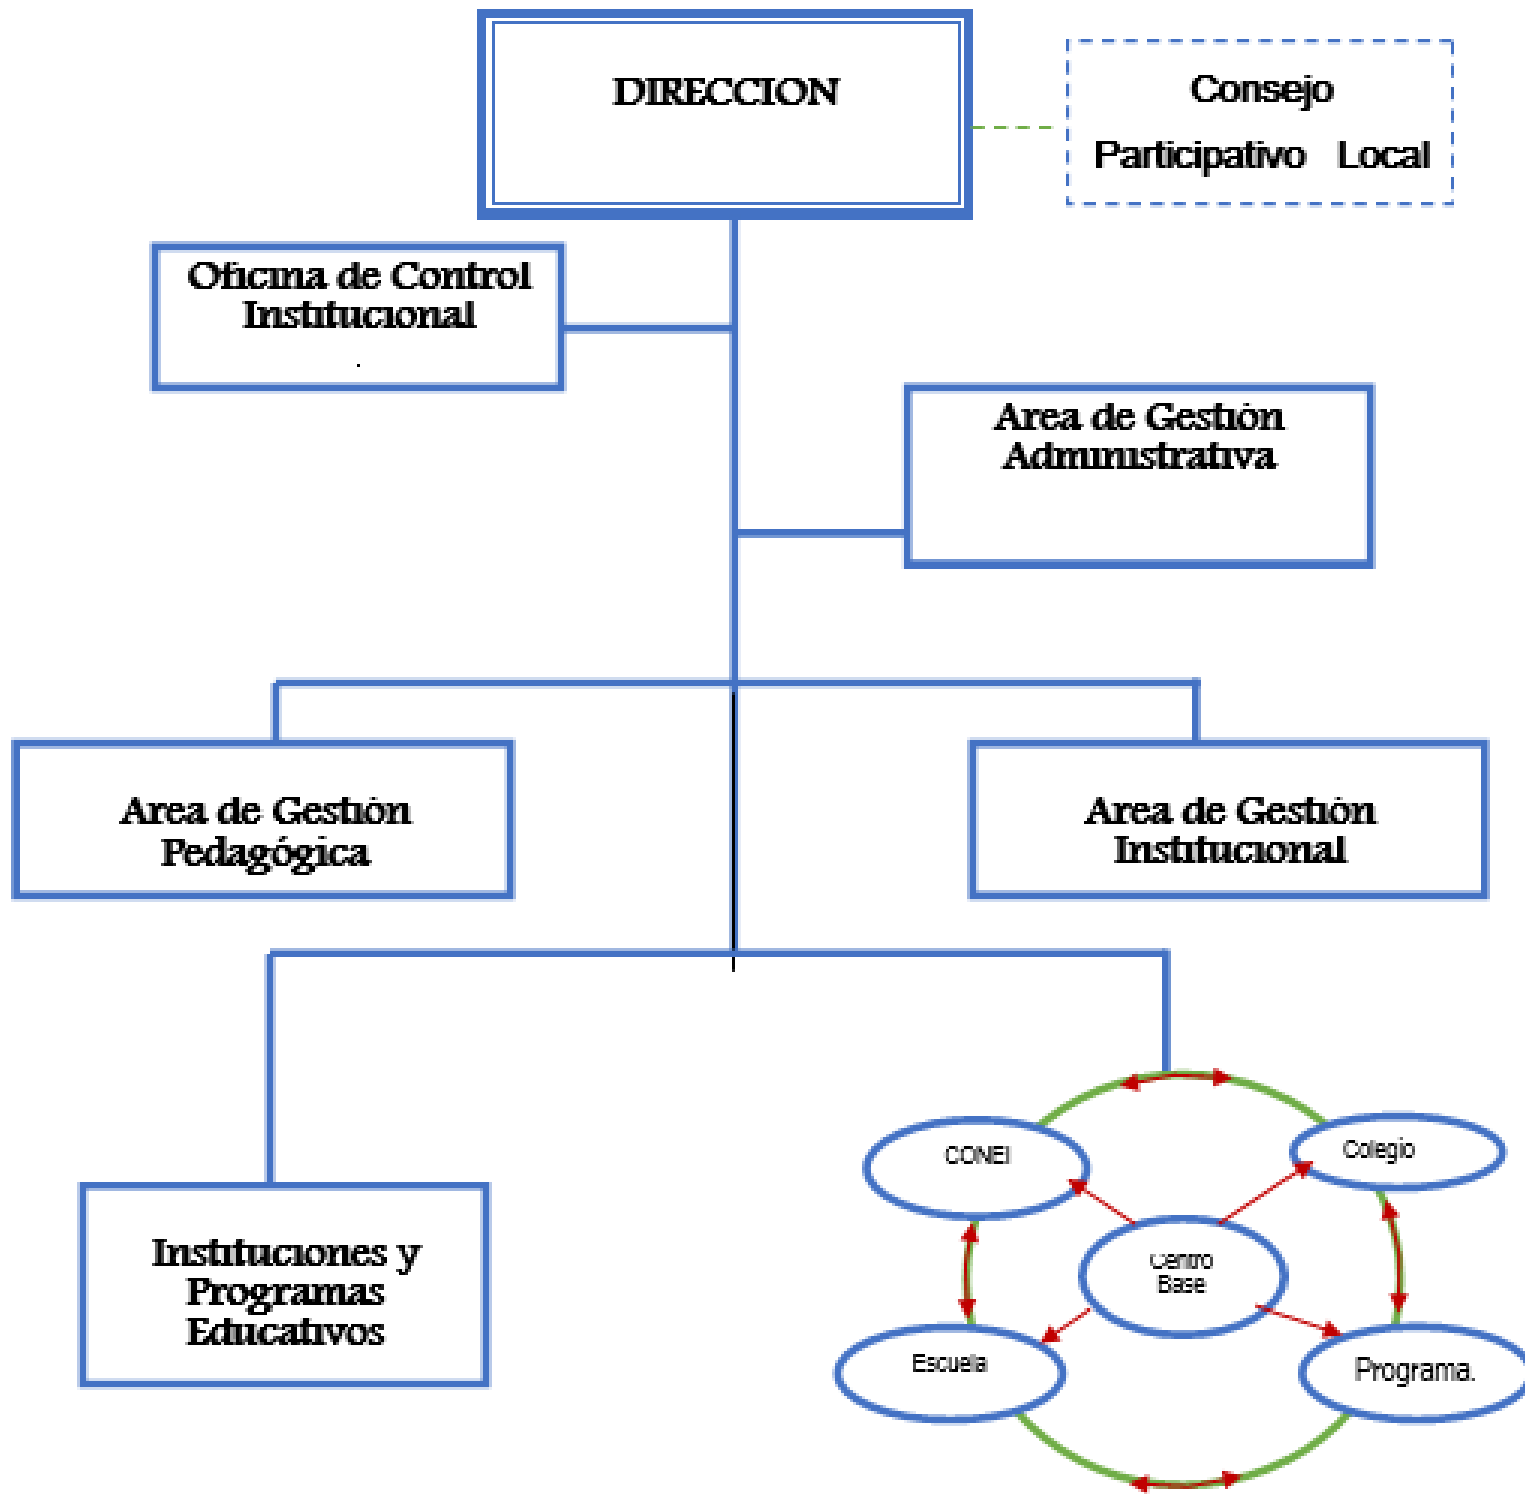 DIRECCION
Consejo
Participativo Local
Oficina de Control
Institucional
.
Area de Gestión
Administrativa
Area de Gestión
Pedagógica
Area de Gestión
Institucional
CONEI
Colegio
Centro
Base
Instituciones y
Programas
Educativos
Escuela
Programa.